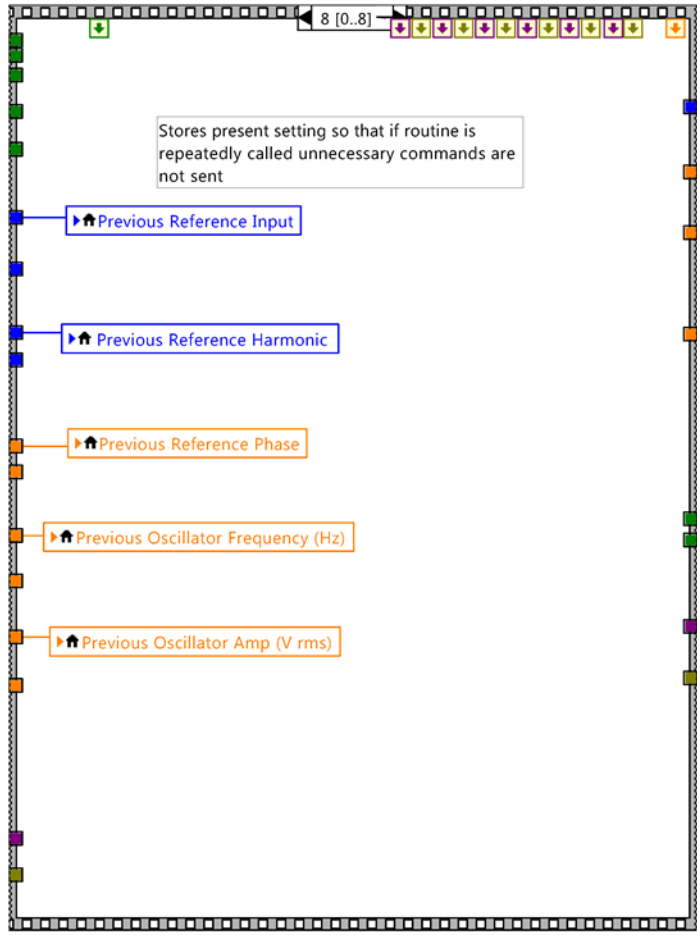 8 [0..8]
Stores present setting so that if routine is
repeatedly called unnecessary commands are
not sent
Previous Reference Input
Previous Reference Harmonic
Previous Reference Phase
Previous Oscillator Frequency (Hz)
Previous Oscillator Amp (V rms)